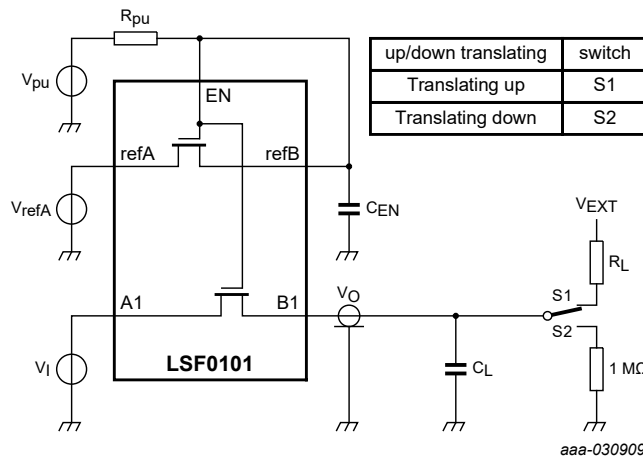 Rpu
Vpu
EN
refA
refB
VrefA
CEN
A1
B1
VO
VI
LSF0101
CL
up/down translating switch
Translating up S1
Translating down S2
VEXT
RL
S1
S2
1 MΩ
aaa-030909